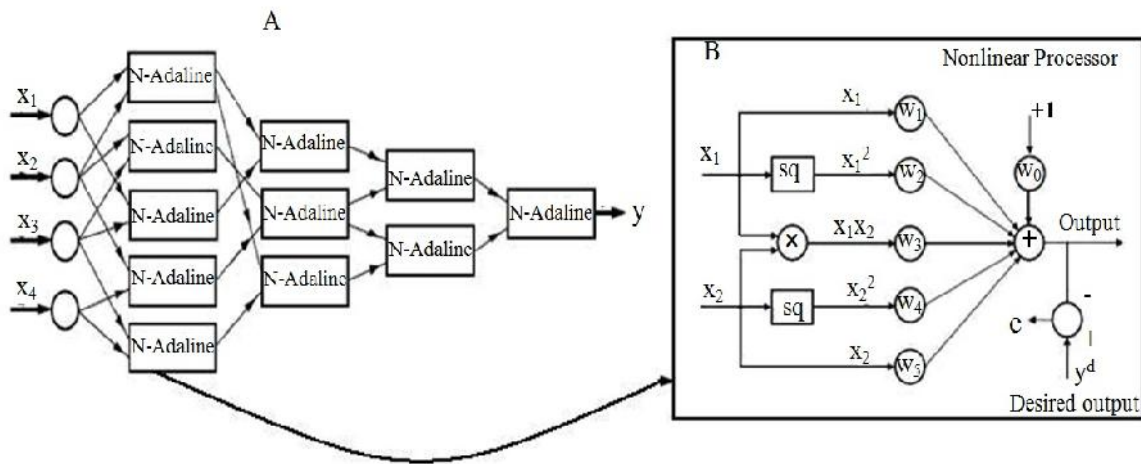 A
x1
x2
x3
x4
N-Adaline
N-Adaline
N-Adaline
N-Adaline
N-Adaline
N-Adaline
N-Adaline
N-Adaline
N-Adaline
N-Adaline
N-Adaline
y
B
Nonlinear Processor
x1
x1
w1
+1
sq
x1²
w2
w0
×
x1x2
w3
+
Output
x2
sq
x2²
w4
-
e
x2
w5
yd
Desired output